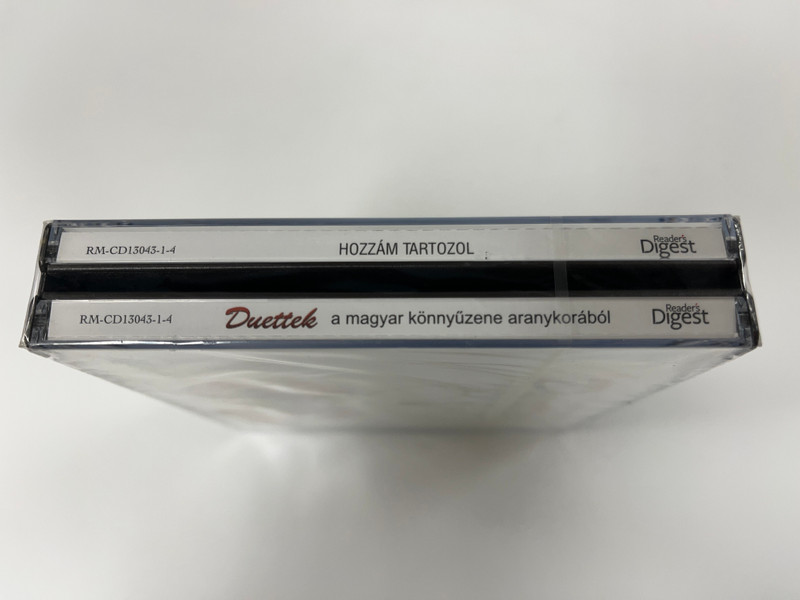 RM-CD13043-1-4 HOZZÁM TARTOZOL Reader's Digest
RM-CD13043-1-4 Duettek a magyar könnyűzene aranykorából Reader's Digest